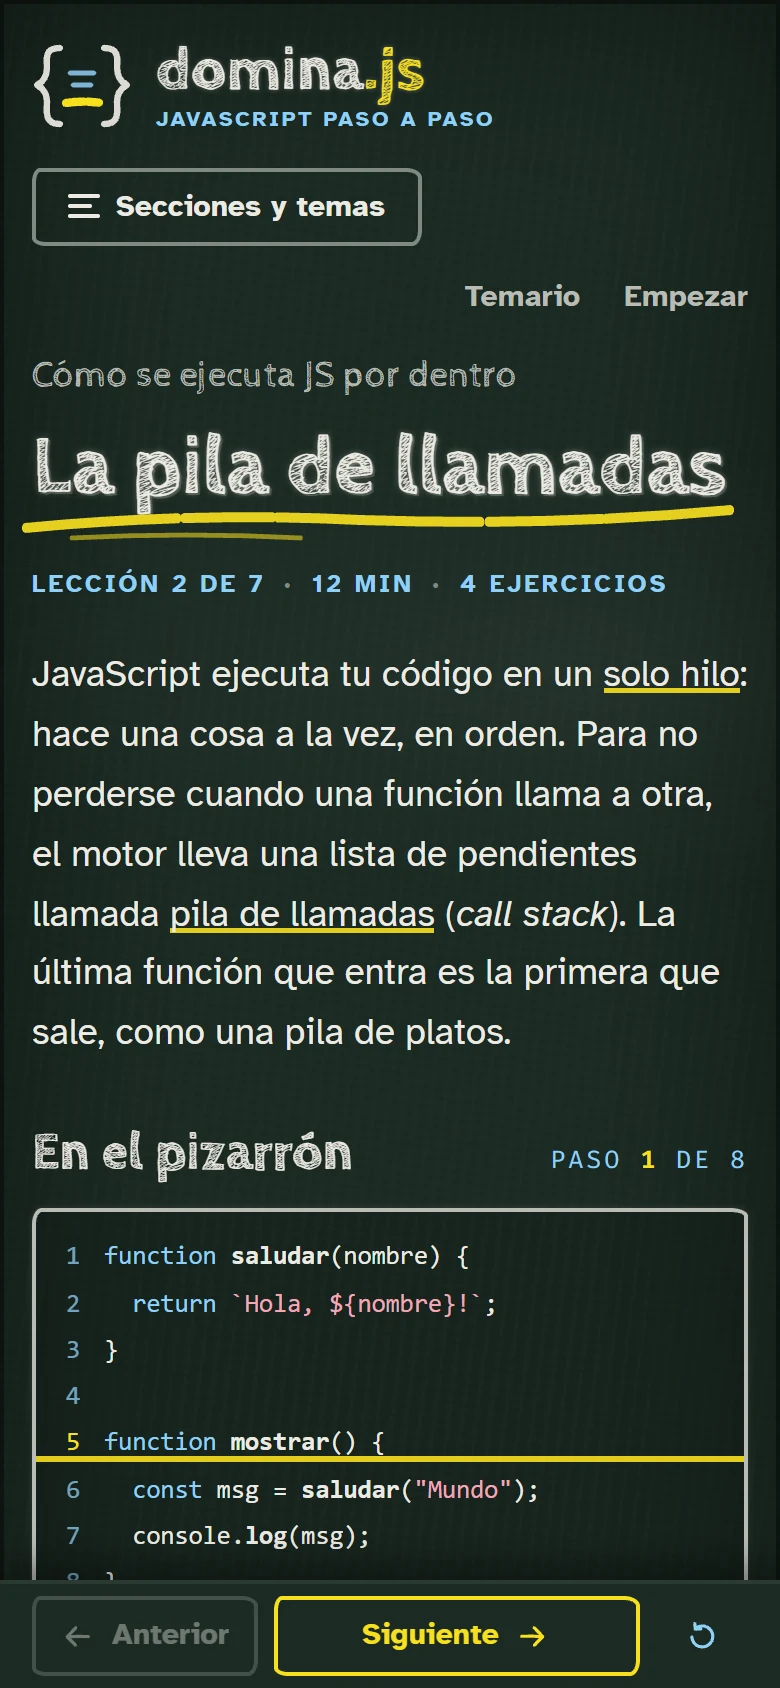 domina.js
JAVASCRIPT PASO A PASO
Secciones y temas
Temario Empezar
Cómo se ejecuta JS por dentro
La pila de llamadas
LECCIÓN 2 DE 7 · 12 MIN · 4 EJERCICIOS
JavaScript ejecuta tu código en un solo hilo:
hace una cosa a la vez, en orden. Para no
perderse cuando una función llama a otra,
el motor lleva una lista de pendientes
llamada pila de llamadas (call stack). La
última función que entra es la primera que
sale, como una pila de platos.
En el pizarrón
PASO 1 DE 8
1 function saludar(nombre) {
2   return `Hola, ${nombre}!`;
3 }
4
5 function mostrar() {
6   const msg = saludar("Mundo");
7   console.log(msg);
8 }
← Anterior
Siguiente →